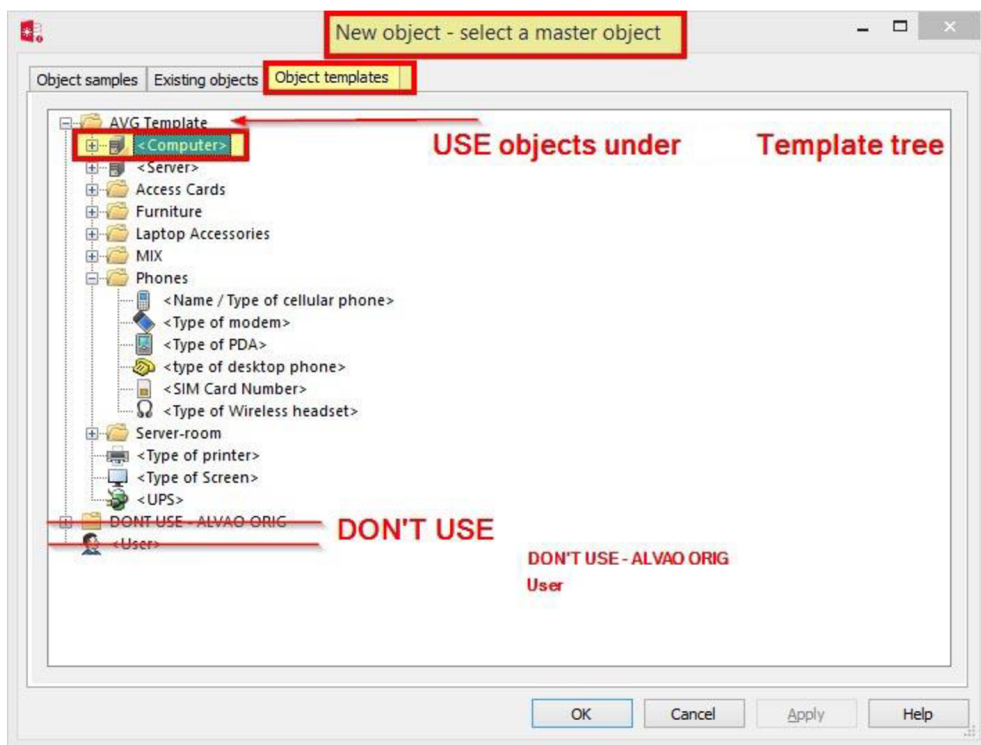 New object - select a master object
Object samples Existing objects Object templates
AVG Template
<Computer>
USE objects under Template tree
<Server>
Access Cards
Furniture
Laptop Accessories
MIX
Phones
<Name / Type of cellular phone>
<Type of modem>
<Type of PDA>
<type of desktop phone>
<SIM Card Number>
<Type of Wireless headset>
Server-room
<Type of printer>
<Type of Screen>
<UPS>
DONT USE - ALVAO ORIG
DON'T USE
<User>
DON'T USE - ALVAO ORIG
User
OK Cancel Apply Help